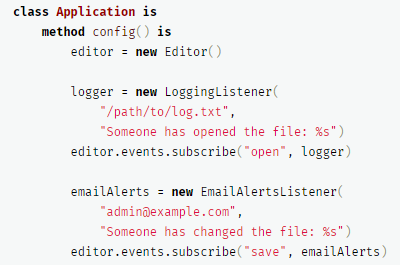 class Application is
    method config() is
        editor = new Editor()

        logger = new LoggingListener(
            "/path/to/log.txt",
            "Someone has opened the file: %s")
        editor.events.subscribe("open", logger)

        emailAlerts = new EmailAlertsListener(
            "admin@example.com",
            "Someone has changed the file: %s")
        editor.events.subscribe("save", emailAlerts)